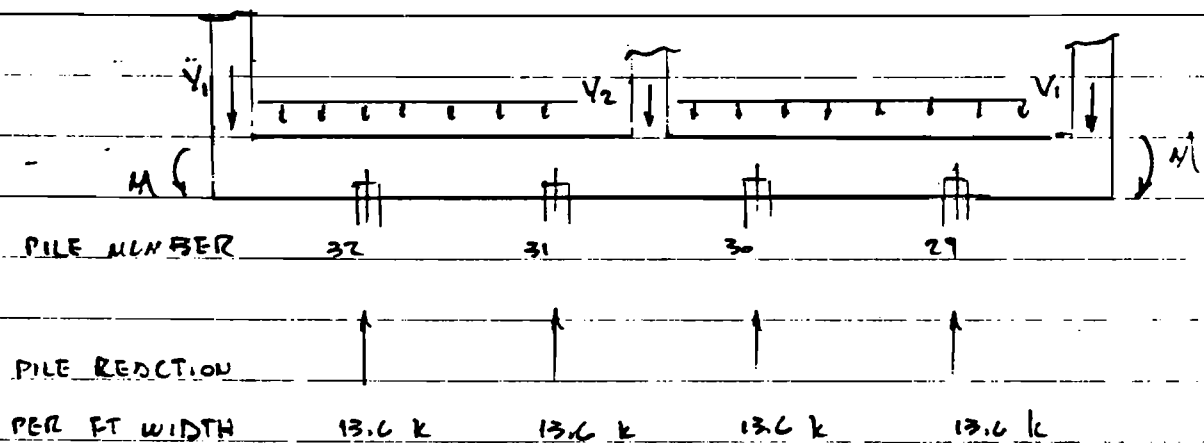 V₁ V₂ V₁
M M
PILE NUMBER 32 31 30 29
PILE REACTION
PER FT WIDTH 13.6 k 13.6 k 13.6 k 13.6 k